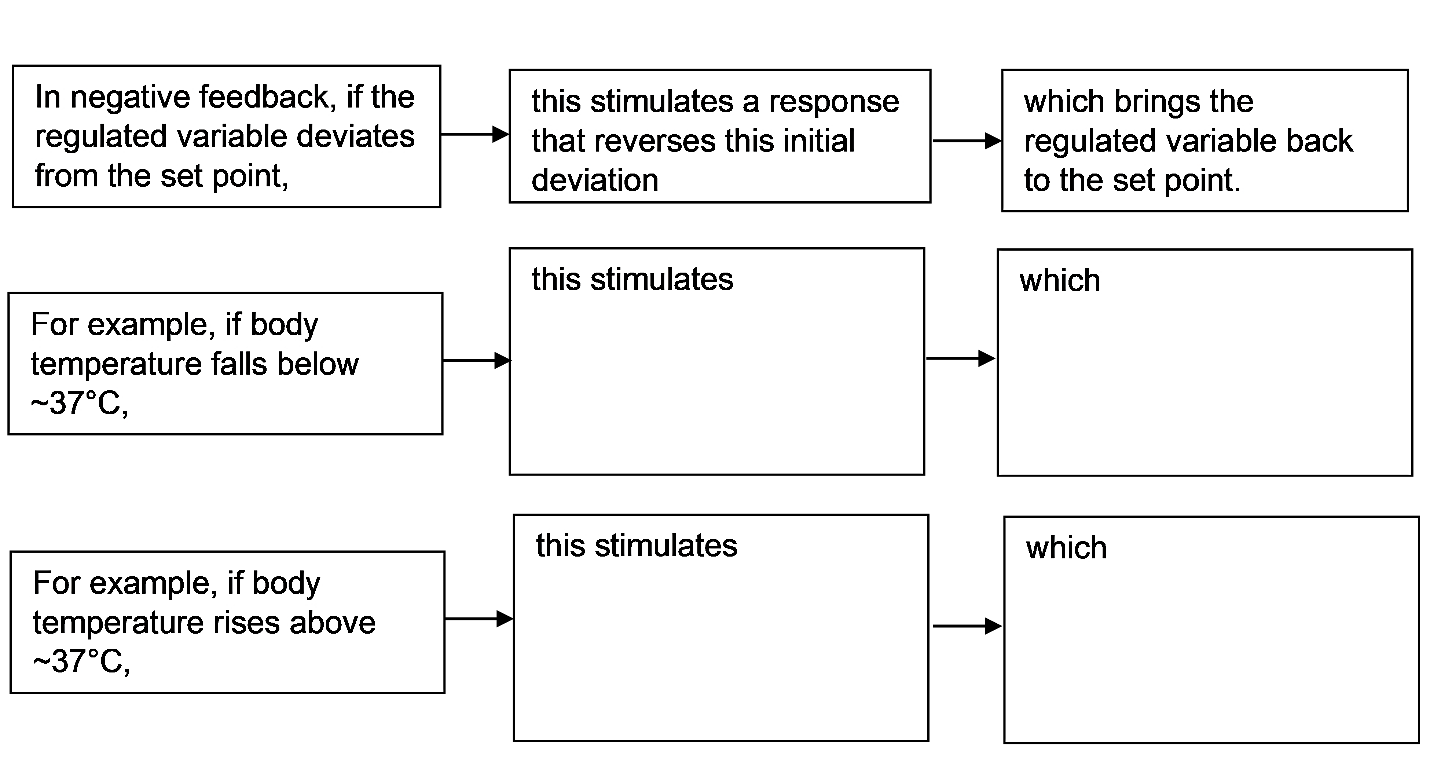 In negative feedback, if the
regulated variable deviates
from the set point,
this stimulates a response
that reverses this initial
deviation
which brings the
regulated variable back
to the set point.
For example, if body
temperature falls below
~37°C,
this stimulates
which
For example, if body
temperature rises above
~37°C,
this stimulates
which